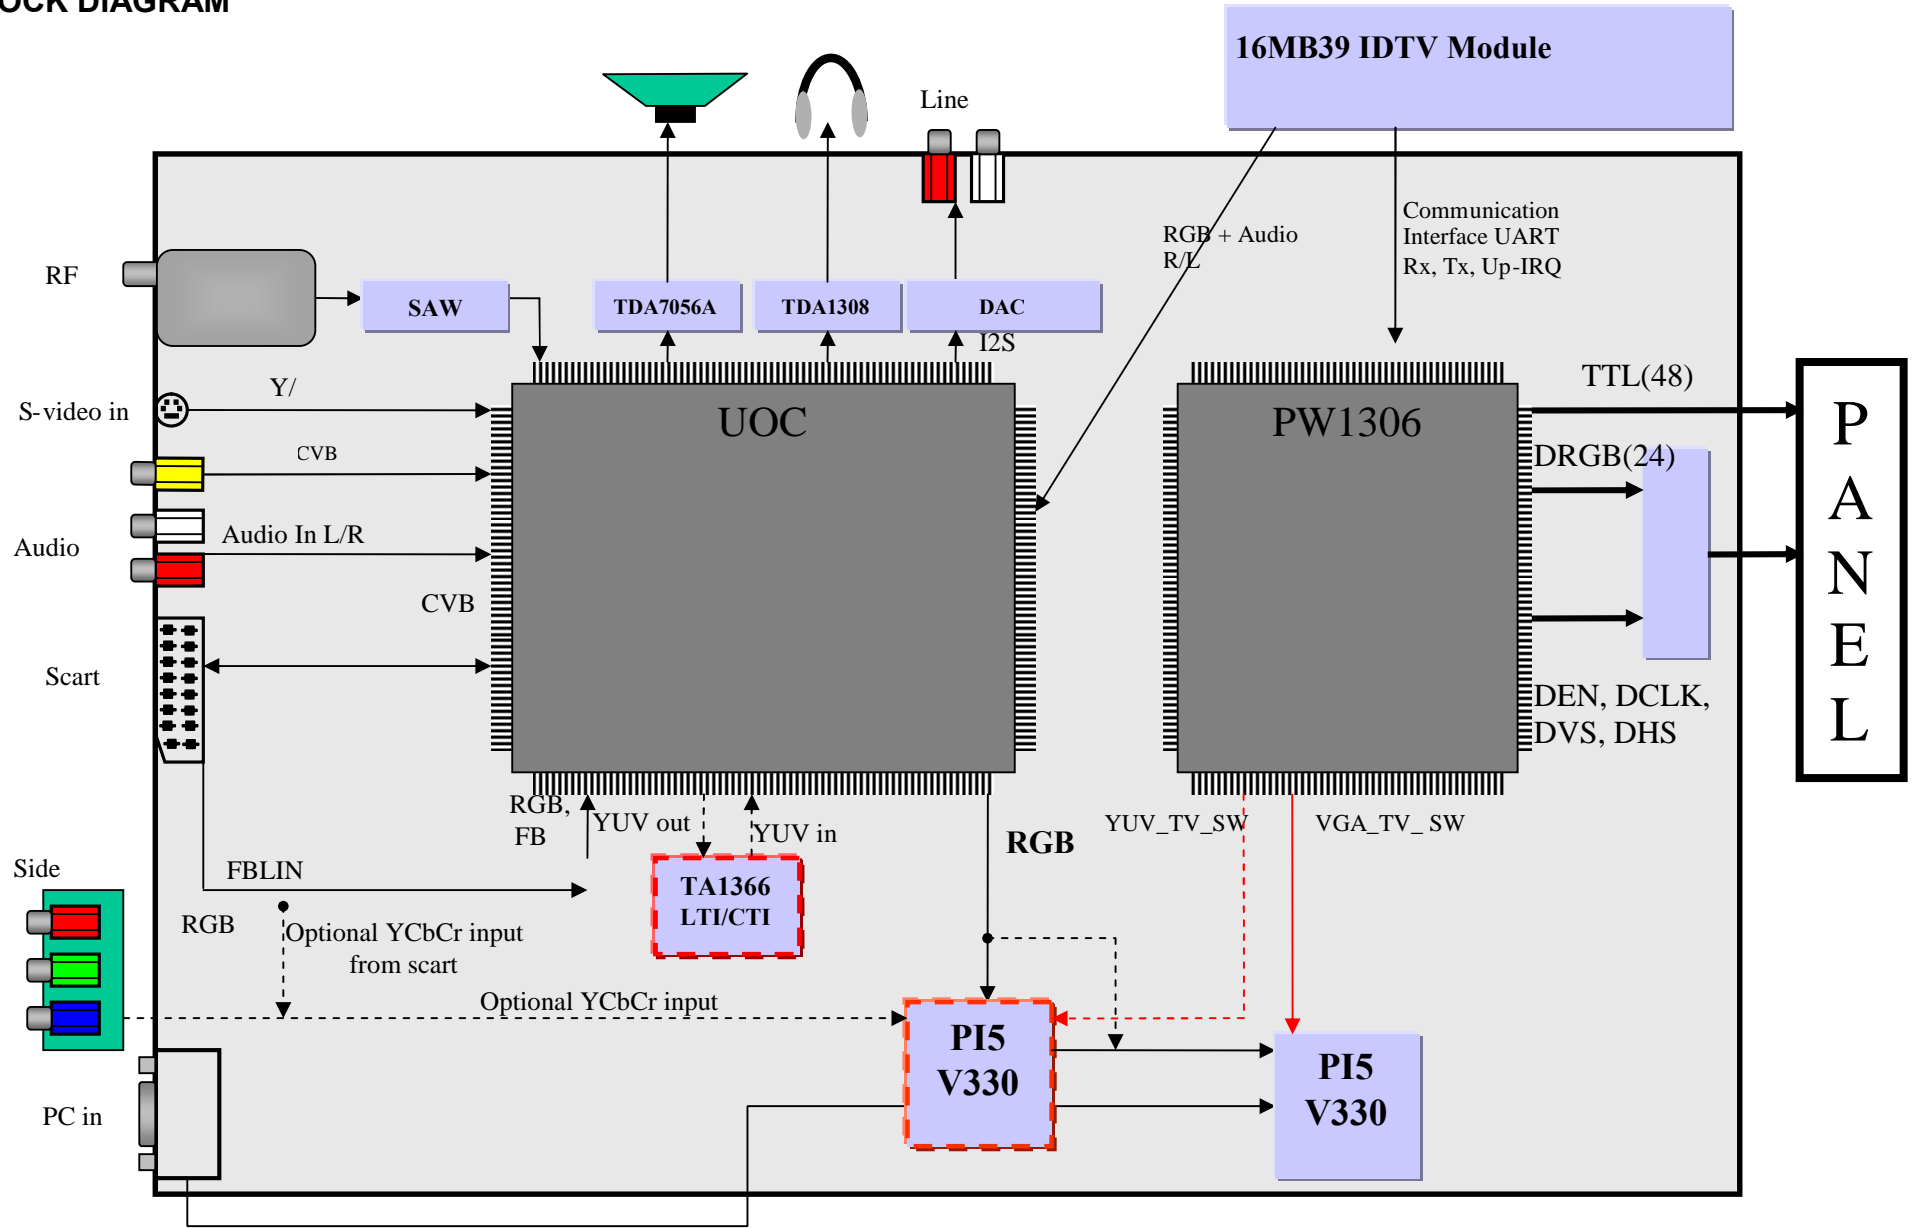 OCK DIAGRAM
16MB39 IDTV Module
Line
RF
SAW
TDA7056A
TDA1308
DAC
I2S
RGB + Audio
R/L
Communication
Interface UART
Rx, Tx, Up-IRQ
S-video in
Y/
CVB
Audio
Audio In L/R
CVB
Scart
UOC
PW1306
TTL(48)
DRGB(24)
DEN, DCLK,
DVS, DHS
P
A
N
E
L
RGB,
FB
YUV out
YUV in
RGB
YUV_TV_SW
VGA_TV_ SW
Side
FBLIN
RGB
TA1366
LTI/CTI
Optional YCbCr input
from scart
Optional YCbCr input
PI5
V330
PI5
V330
PC in